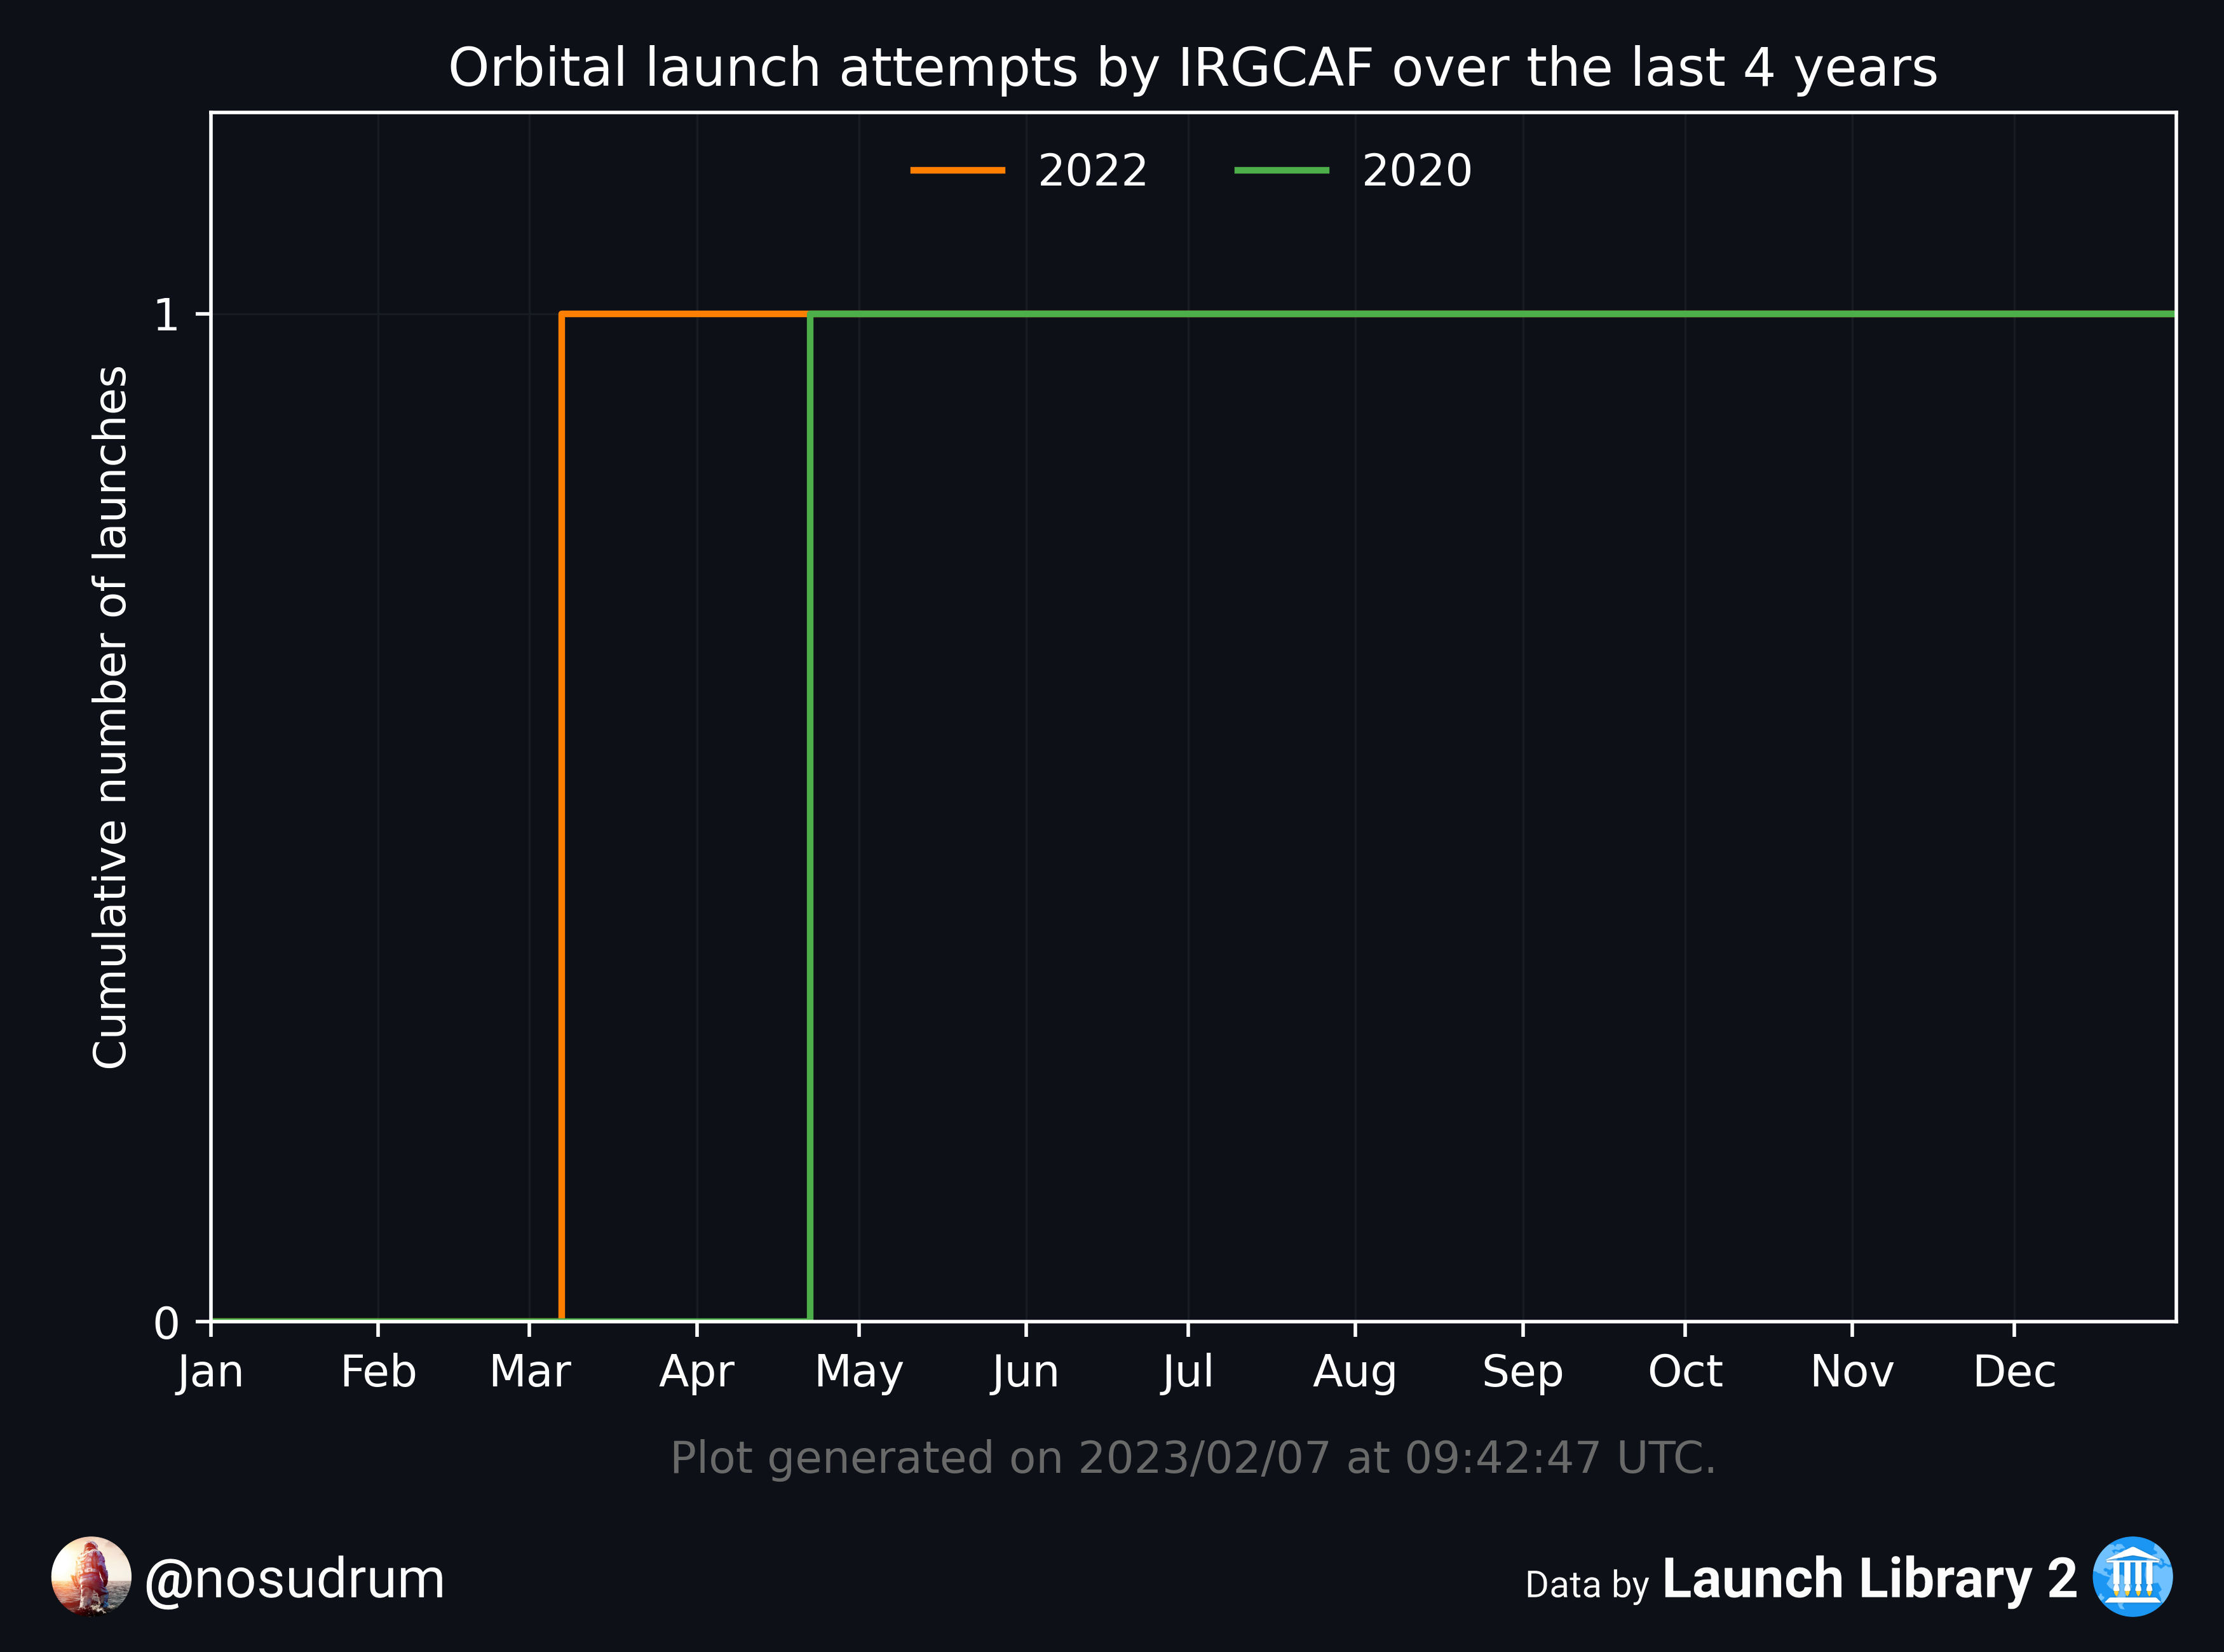 Orbital launch attempts by IRGCAF over the last 4 years
2022
2020
Cumulative number of launches
1
0
Jan Feb Mar Apr May Jun Jul Aug Sep Oct Nov Dec
Plot generated on 2023/02/07 at 09:42:47 UTC.
@nosudrum
Data by Launch Library 2